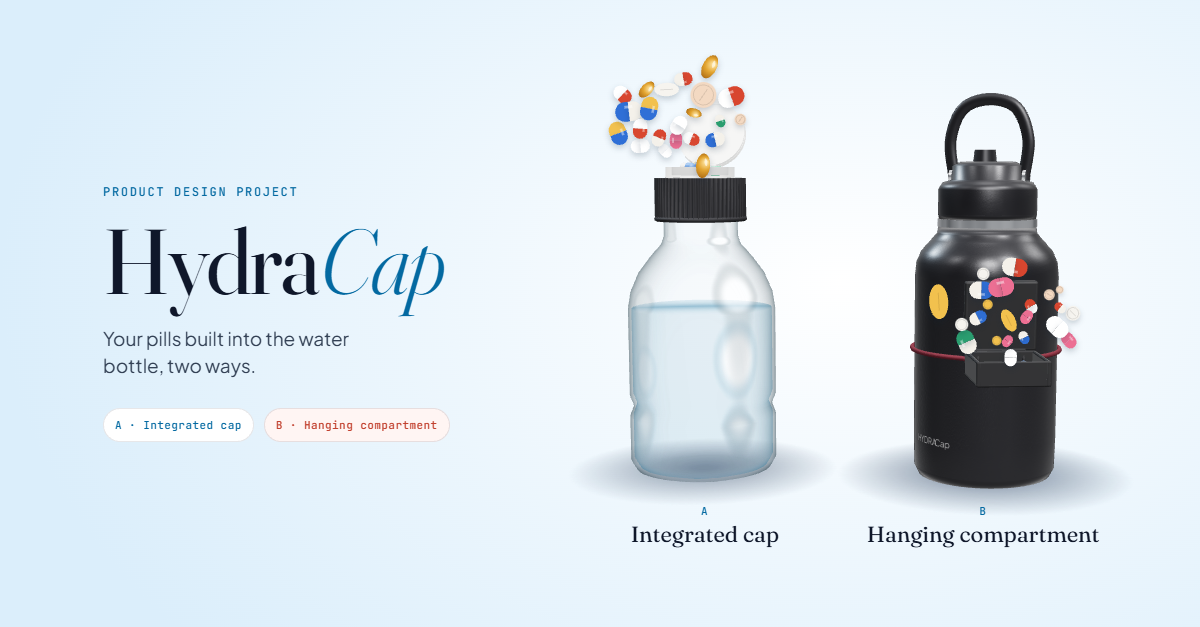 PRODUCT DESIGN PROJECT
HydraCap
Your pills built into the water
bottle, two ways.
A · Integrated cap
B · Hanging compartment
HYDRACap
A
Integrated cap
B
Hanging compartment